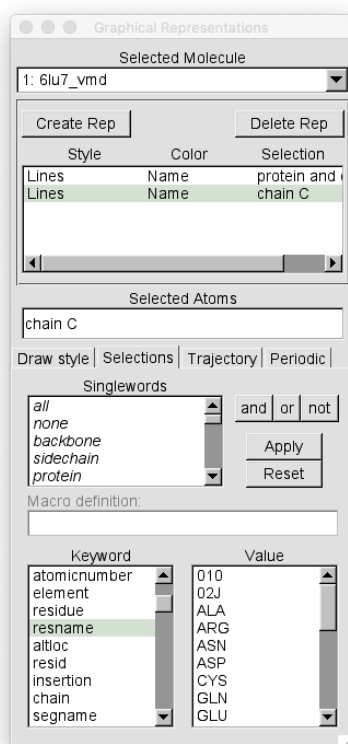 Graphical Representations
Selected Molecule
1: 6lu7_vmd
Create Rep Delete Rep
Style Color Selection
Lines Name protein and
Lines Name chain C
Selected Atoms
chain C
Draw style Selections Trajectory Periodic
Singlewords
all
none
backbone
sidechain
protein
and or not
Apply
Reset
Macro definition:
Keyword
atomicnumber
element
residue
resname
altloc
resid
insertion
chain
segname
Value
010
02J
ALA
ARG
ASN
ASP
CYS
GLN
GLU